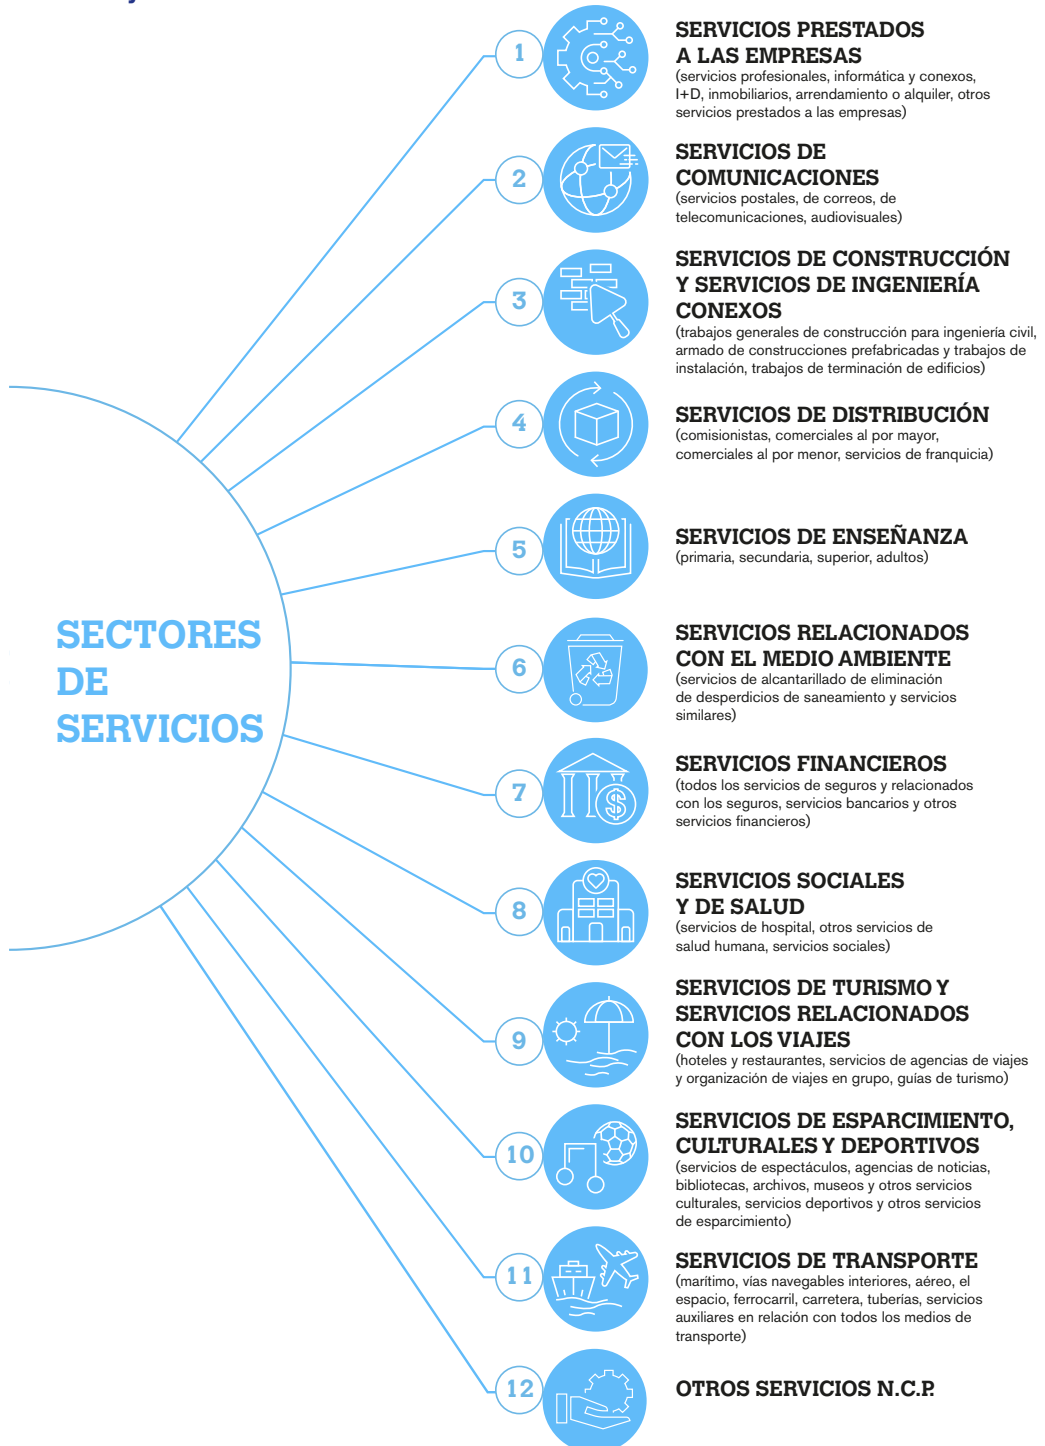 1
SERVICIOS PRESTADOS
A LAS EMPRESAS
(servicios profesionales, informática y conexos,
I+D, inmobiliarios, arrendamiento o alquiler, otros
servicios prestados a las empresas)
2
SERVICIOS DE
COMUNICACIONES
(servicios postales, de correos, de
telecomunicaciones, audiovisuales)
3
SERVICIOS DE CONSTRUCCIÓN
Y SERVICIOS DE INGENIERÍA
CONEXOS
(trabajos generales de construcción para ingeniería civil,
armado de construcciones prefabricadas y trabajos de
instalación, trabajos de terminación de edificios)
4
SERVICIOS DE DISTRIBUCIÓN
(comisionistas, comerciales al por mayor,
comerciales al por menor, servicios de franquicia)
5
SERVICIOS DE ENSEÑANZA
(primaria, secundaria, superior, adultos)
SECTORES
DE
SERVICIOS
6
SERVICIOS RELACIONADOS
CON EL MEDIO AMBIENTE
(servicios de alcantarillado de eliminación
de desperdicios de saneamiento y servicios
similares)
7
SERVICIOS FINANCIEROS
(todos los servicios de seguros y relacionados
con los seguros, servicios bancarios y otros
servicios financieros)
8
SERVICIOS SOCIALES
Y DE SALUD
(servicios de hospital, otros servicios de
salud humana, servicios sociales)
9
SERVICIOS DE TURISMO Y
SERVICIOS RELACIONADOS
CON LOS VIAJES
(hoteles y restaurantes, servicios de agencias de viajes
y organización de viajes en grupo, guías de turismo)
10
SERVICIOS DE ESPARCIMIENTO,
CULTURALES Y DEPORTIVOS
(servicios de espectáculos, agencias de noticias,
bibliotecas, archivos, museos y otros servicios
culturales, servicios deportivos y otros servicios
de esparcimiento)
11
SERVICIOS DE TRANSPORTE
(marítimo, vías navegables interiores, aéreo, el
espacio, ferrocarril, carretera, tuberías, servicios
auxiliares en relación con todos los medios de
transporte)
12
OTROS SERVICIOS N.C.P.